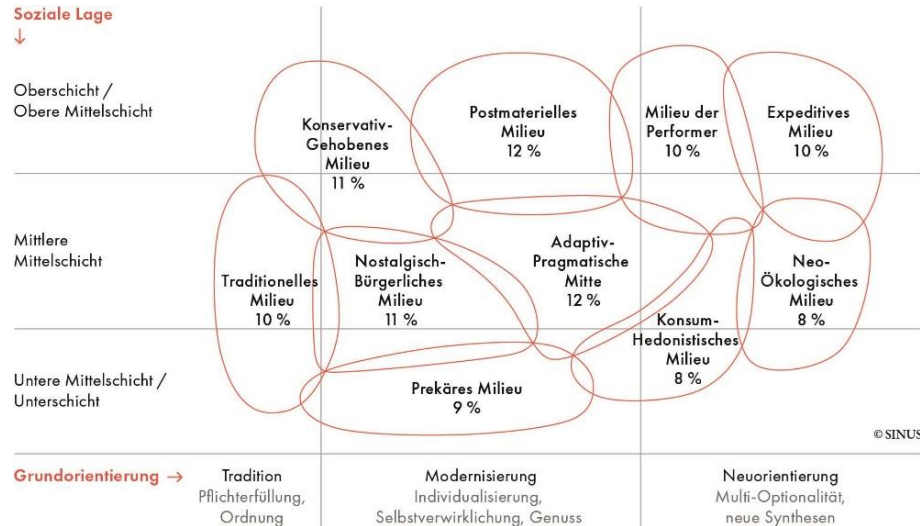 Soziale Lage
↓
Oberschicht /
Obere Mittelschicht
Konservativ-
Gehobenes
Milieu
11 %
Postmaterielles
Milieu
12 %
Milieu der
Performer
10 %
Expeditives
Milieu
10 %
Mittlere
Mittelschicht
Traditionelles
Milieu
10 %
Nostalgisch-
Bürgerliches
Milieu
11 %
Adaptiv-
Pragmatische
Mitte
12 %
Neo-
Ökologisches
Milieu
8 %
Konsum-
Hedonistisches
Milieu
8 %
Untere Mittelschicht /
Unterschicht
Prekäres Milieu
9 %
© SINUS
Grundorientierung →
Tradition
Pflichterfüllung,
Ordnung
Modernisierung
Individualisierung,
Selbstverwirklichung, Genuss
Neuorientierung
Multi-Optionalität,
neue Synthesen